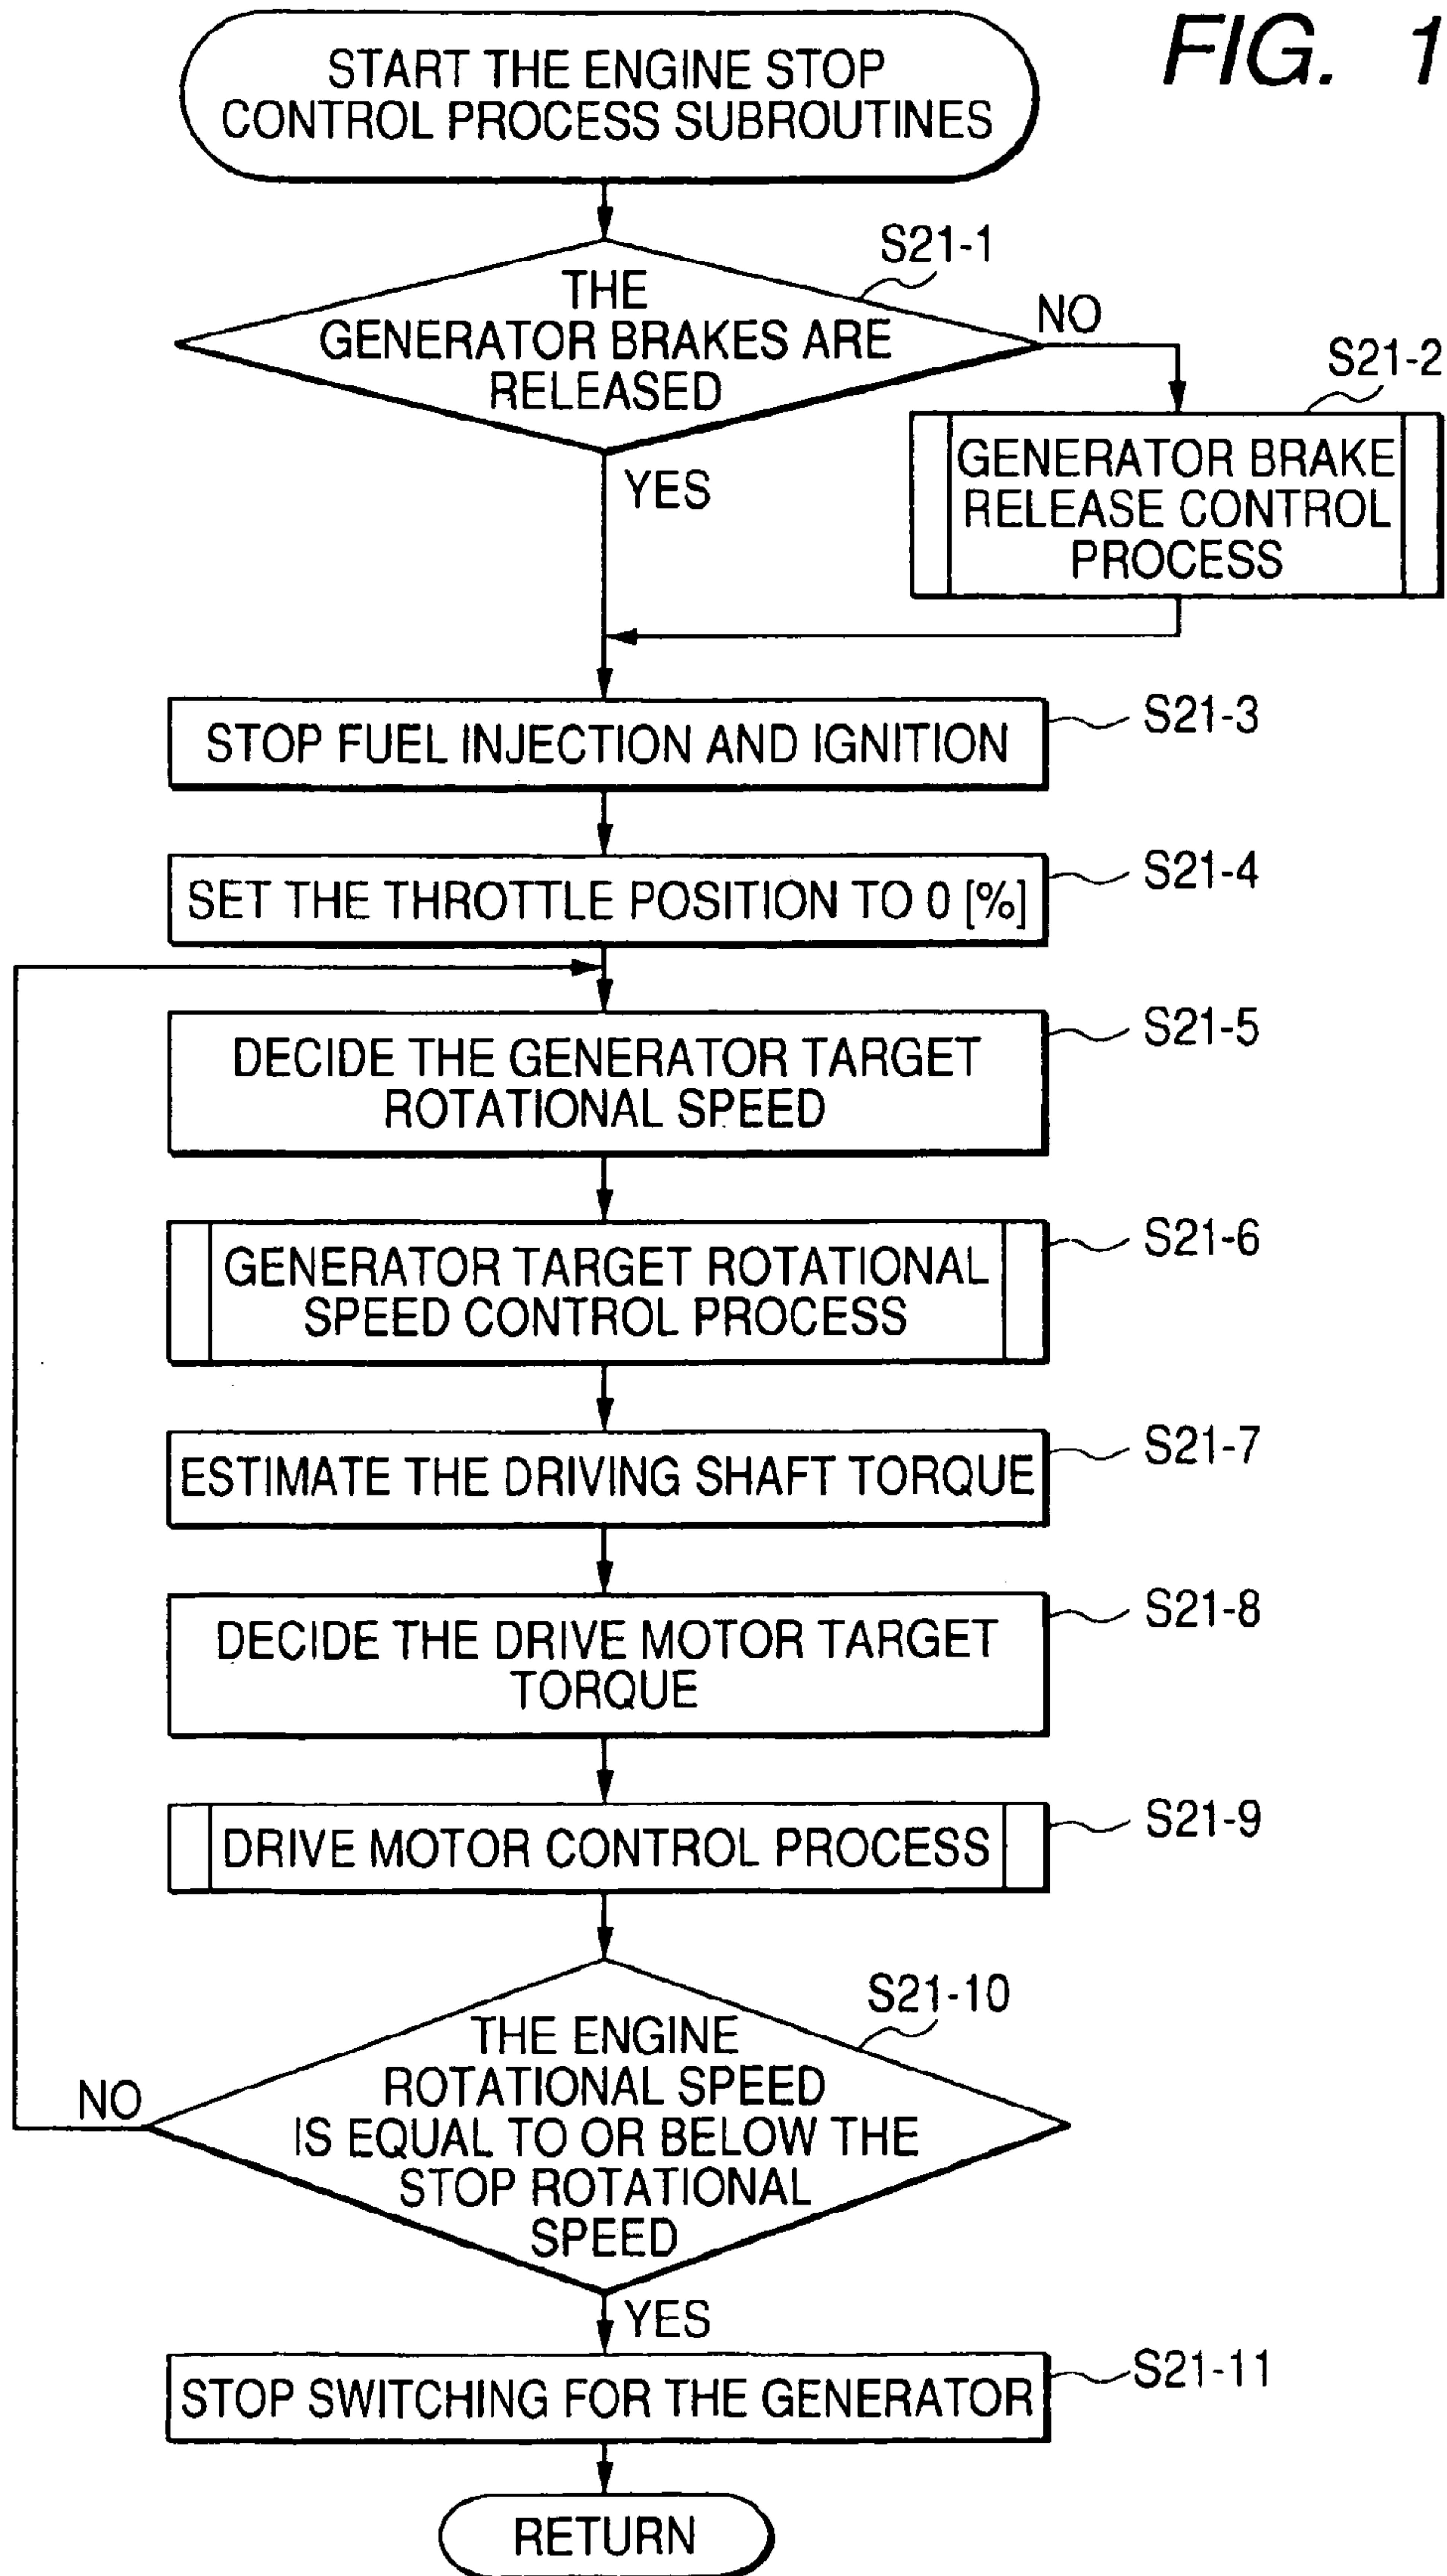 FIG. 1
START THE ENGINE STOP
CONTROL PROCESS SUBROUTINES
S21-1
THE
GENERATOR BRAKES ARE
RELEASED
NO
YES
S21-2
GENERATOR BRAKE
RELEASE CONTROL
PROCESS
STOP FUEL INJECTION AND IGNITION
S21-3
SET THE THROTTLE POSITION TO 0 [%]
S21-4
DECIDE THE GENERATOR TARGET
ROTATIONAL SPEED
S21-5
GENERATOR TARGET ROTATIONAL
SPEED CONTROL PROCESS
S21-6
ESTIMATE THE DRIVING SHAFT TORQUE
S21-7
DECIDE THE DRIVE MOTOR TARGET
TORQUE
S21-8
DRIVE MOTOR CONTROL PROCESS
S21-9
S21-10
THE ENGINE
ROTATIONAL SPEED
IS EQUAL TO OR BELOW THE
STOP ROTATIONAL
SPEED
NO
YES
STOP SWITCHING FOR THE GENERATOR
S21-11
RETURN